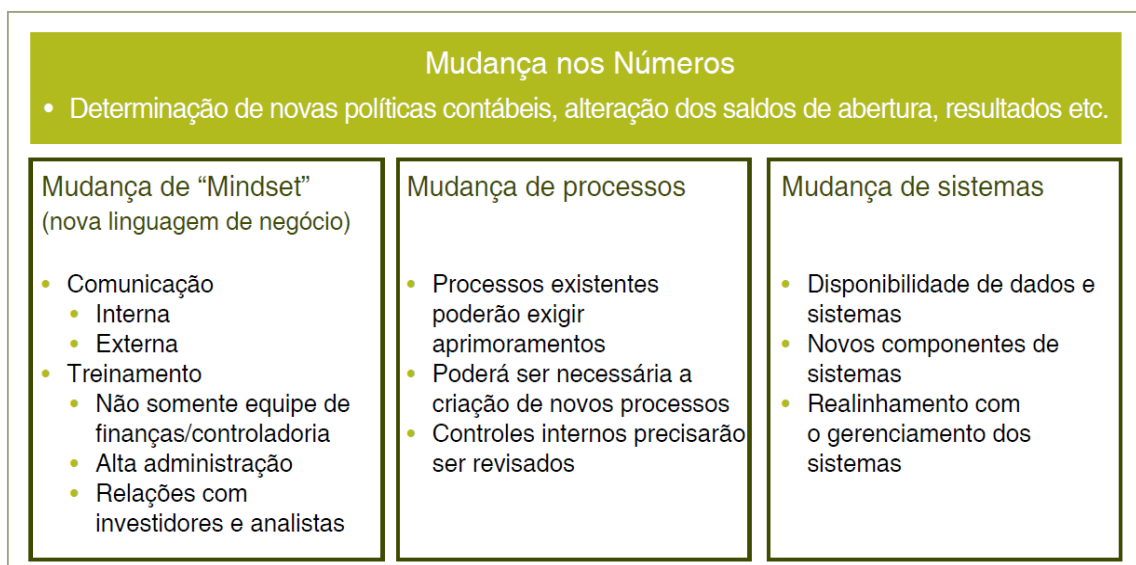 Mudança nos Números
• Determinação de novas políticas contábeis, alteração dos saldos de abertura, resultados etc.
Mudança de “Mindset”
(nova linguagem de negócio)
• Comunicação
• Interna
• Externa
• Treinamento
• Não somente equipe de
finanças/controladoria
• Alta administração
• Relações com
investidores e analistas
Mudança de processos
• Processos existentes
poderão exigir
aprimoramentos
• Poderá ser necessária a
criação de novos processos
• Controles internos precisarão
ser revisados
Mudança de sistemas
• Disponibilidade de dados e
sistemas
• Novos componentes de
sistemas
• Realinhamento com
o gerenciamento dos
sistemas